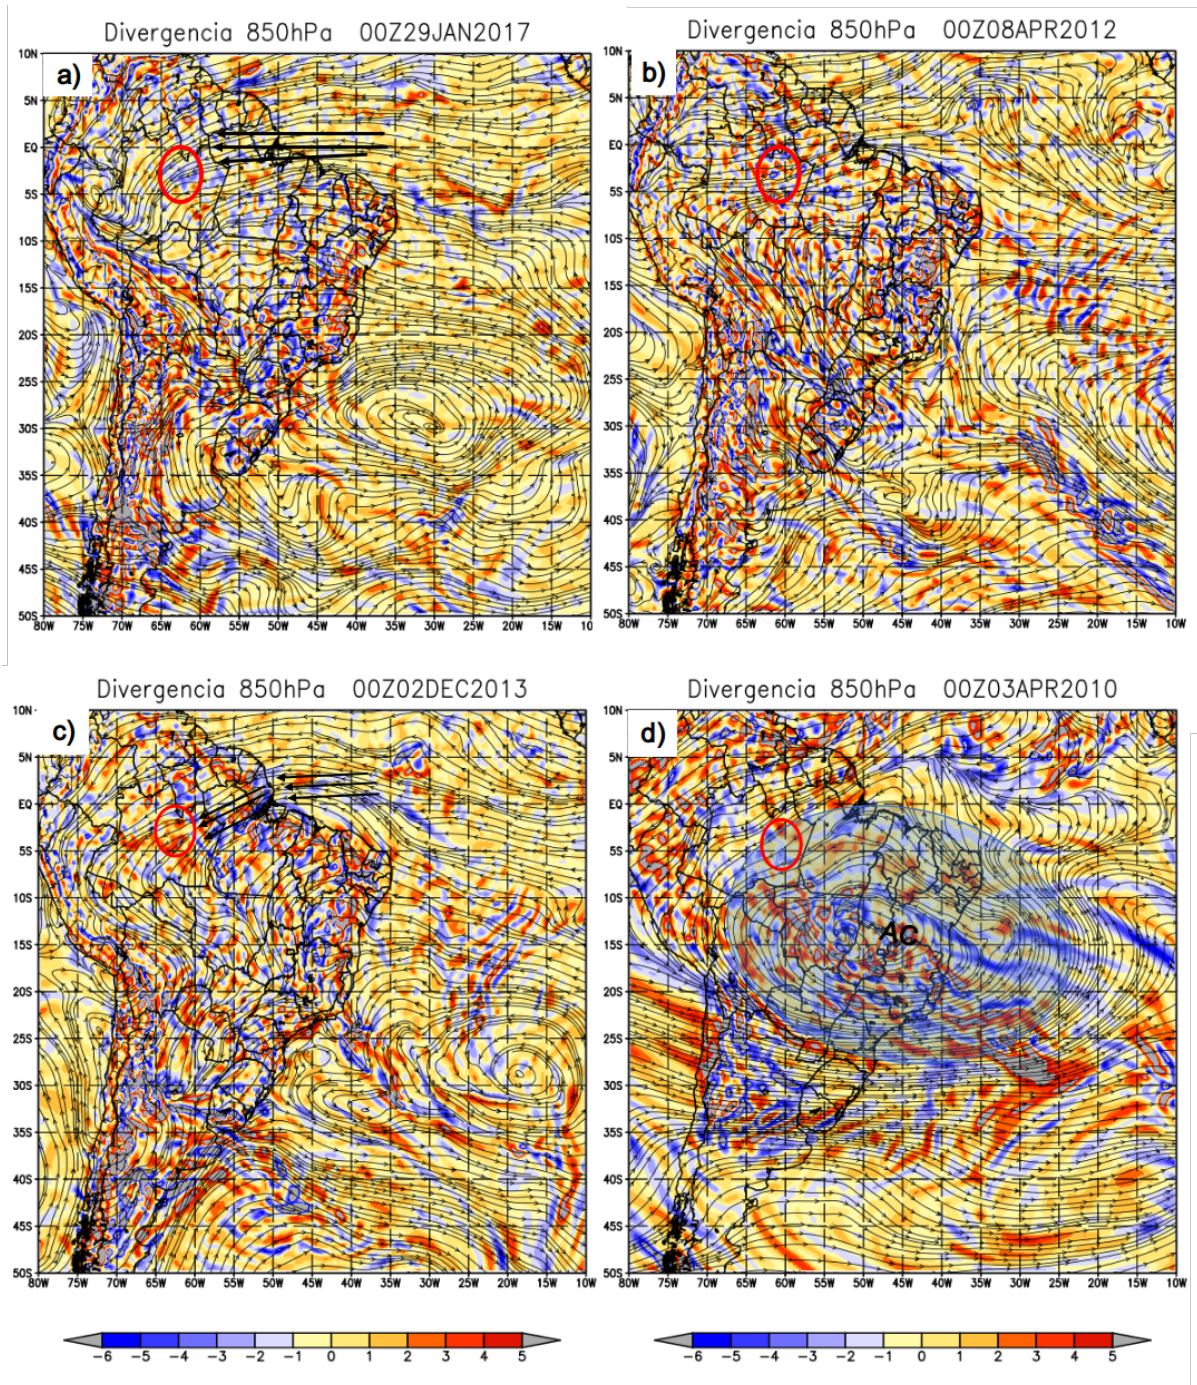 Divergencia 850hPa 00Z29JAN2017
a)
10N
5N
EQ
5S
10S
15S
20S
25S
30S
35S
40S
45S
50S
80W 75W 70W 65W 60W 55W 50W 45W 40W 35W 30W 25W 20W 15W 10
Divergencia 850hPa 00Z08APR2012
b)
10N
5N
EQ
5S
10S
15S
20S
25S
30S
35S
40S
45S
50S
80W 75W 70W 65W 60W 55W 50W 45W 40W 35W 30W 25W 20W 15W 10W
Divergencia 850hPa 00Z02DEC2013
c)
10N
5N
EQ
5S
10S
15S
20S
25S
30S
35S
40S
45S
50S
80W 75W 70W 65W 60W 55W 50W 45W 40W 35W 30W 25W 20W 15W 10W
Divergencia 850hPa 00Z03APR2010
d)
AC
10N
5N
EQ
5S
10S
15S
20S
25S
30S
35S
40S
45S
50S
80W 75W 70W 65W 60W 55W 50W 45W 40W 35W 30W 25W 20W 15W 10W
-6 -5 -4 -3 -2 -1 0 1 2 3 4 5
-6 -5 -4 -3 -2 -1 0 1 2 3 4 5